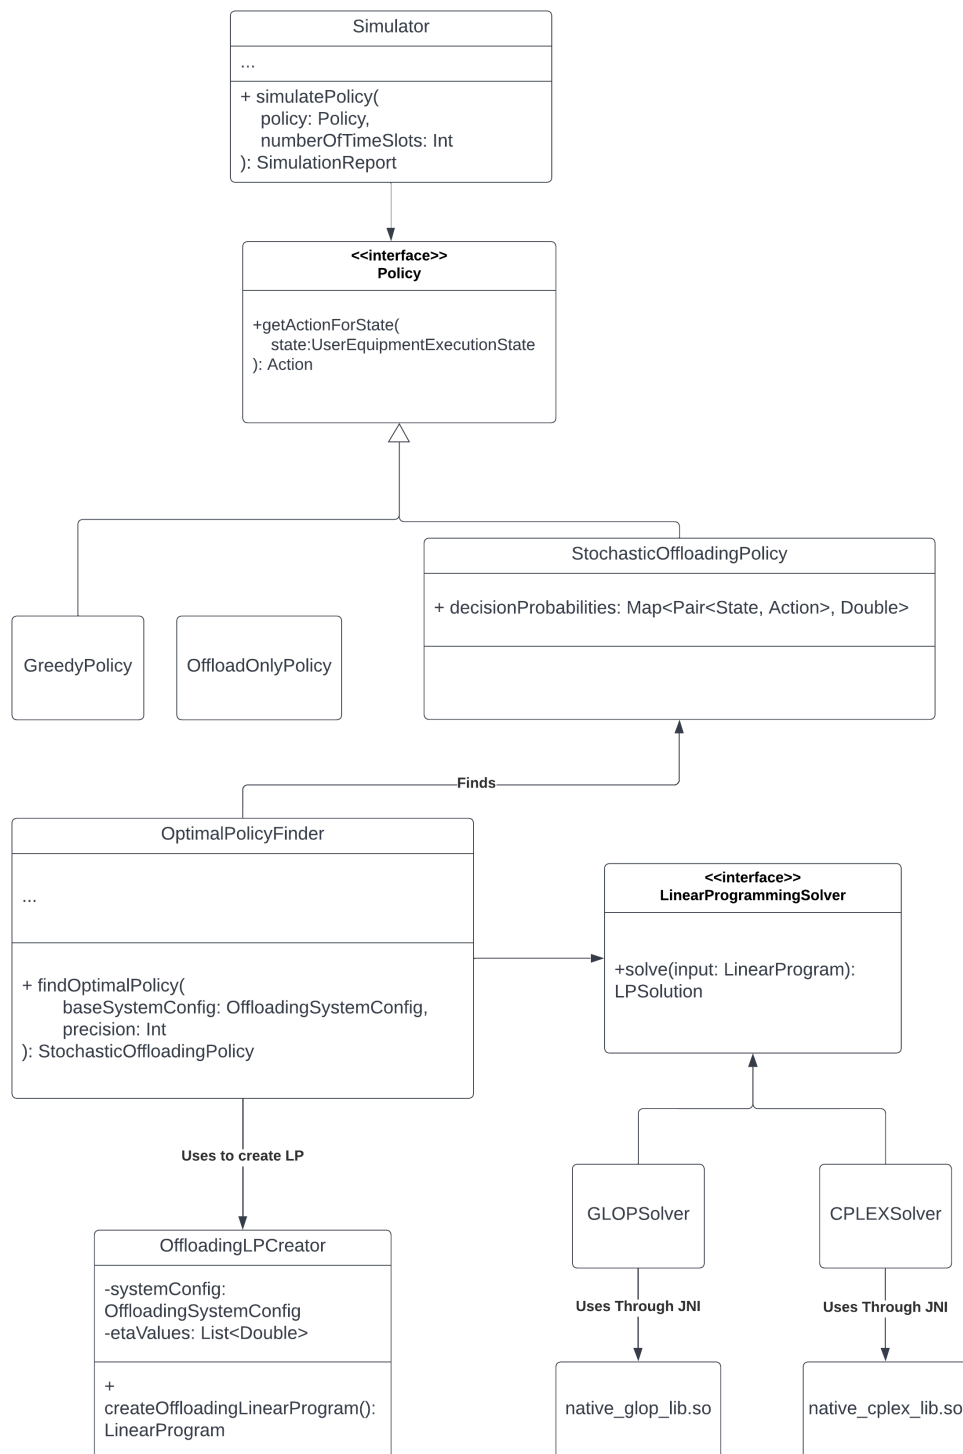 Simulator
...
+ simulatePolicy(
policy: Policy,
numberOfTimeSlots: Int
): SimulationReport
<<interface>>
Policy
+getActionForState(
state:UserEquipmentExecutionState
): Action
StochasticOffloadingPolicy
+ decisionProbabilities: Map<Pair<State, Action>, Double>
GreedyPolicy
OffloadOnlyPolicy
Finds
OptimalPolicyFinder
...
+ findOptimalPolicy(
baseSystemConfig: OffloadingSystemConfig,
precision: Int
): StochasticOffloadingPolicy
<<interface>>
LinearProgrammingSolver
+solve(input: LinearProgram):
LPSolution
Uses to create LP
GLOPSolver
CPLEXSolver
OffloadingLPCreator
-systemConfig:
OffloadingSystemConfig
-etaValues: List<Double>
+
createOffloadingLinearProgram():
LinearProgram
Uses Through JNI
Uses Through JNI
native_glop_lib.so
native_cplex_lib.so